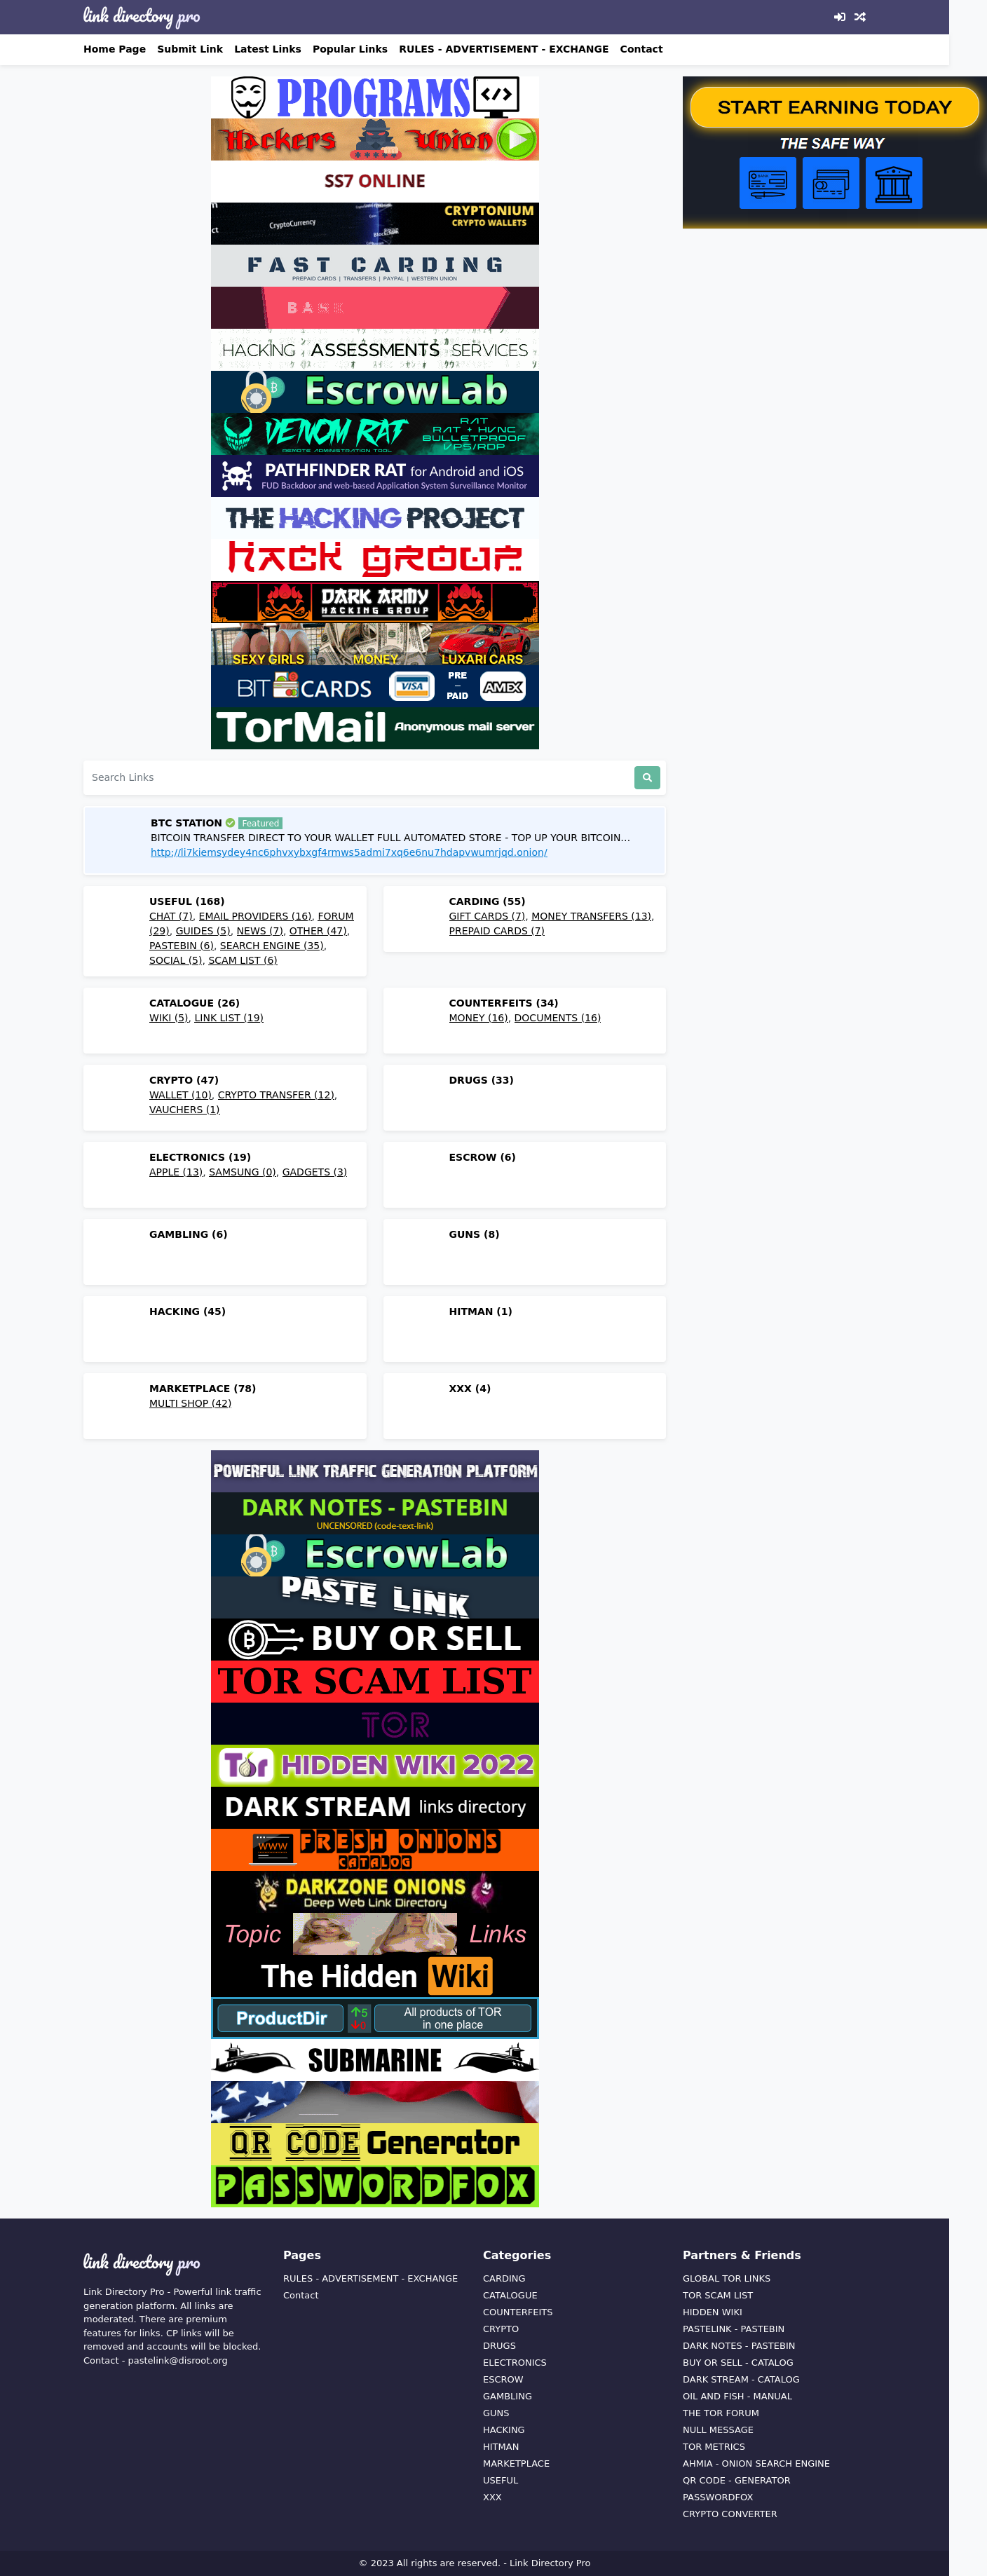 link directory pro
Home Page Submit Link Latest Links Popular Links RULES - ADVERTISEMENT - EXCHANGE Contact
PROGRAMS
Hackers Union
SS7 ONLINE
CryptoCurrency
CRYPTONIUM
CRYPTO WALLETS
FAST CARDING
PREPAID CARDS | TRANSFERS | PAYPAL | WESTERN UNION
HACKING ASSESSMENTS SERVICES
EscrowLab
VENOM RAT
REMOTE ADMINISTRATION TOOL
RAT
RAT + HVNC
BULLETPROOF
VPS/RDP
PATHFINDER RAT for Android and iOS
FUD Backdoor and web-based Application System Surveillance Monitor
THE HACKING PROJECT
HACK GROUP
DARK ARMY
HACKING GROUP
SEXY GIRLS MONEY LUXARI CARS
BIT CARDS VISA PRE – PAID AMEX
TorMail Anonymous mail server
START EARNING TODAY
THE SAFE WAY
Search Links
BTC STATION Featured
BITCOIN TRANSFER DIRECT TO YOUR WALLET FULL AUTOMATED STORE - TOP UP YOUR BITCOIN...
http://li7kiemsydey4nc6phvxybxgf4rmws5admi7xq6e6nu7hdapvwumrjqd.onion/
USEFUL (168)
CHAT (7), EMAIL PROVIDERS (16), FORUM
(29), GUIDES (5), NEWS (7), OTHER (47),
PASTEBIN (6), SEARCH ENGINE (35),
SOCIAL (5), SCAM LIST (6)
CARDING (55)
GIFT CARDS (7), MONEY TRANSFERS (13),
PREPAID CARDS (7)
CATALOGUE (26)
WIKI (5), LINK LIST (19)
COUNTERFEITS (34)
MONEY (16), DOCUMENTS (16)
CRYPTO (47)
WALLET (10), CRYPTO TRANSFER (12),
VAUCHERS (1)
DRUGS (33)
ELECTRONICS (19)
APPLE (13), SAMSUNG (0), GADGETS (3)
ESCROW (6)
GAMBLING (6)
GUNS (8)
HACKING (45)
HITMAN (1)
MARKETPLACE (78)
MULTI SHOP (42)
XXX (4)
POWERFUL LINK TRAFFIC GENERATION PLATFORM
DARK NOTES - PASTEBIN
UNCENSORED (code-text-link)
EscrowLab
PASTE LINK
BUY OR SELL
TOR SCAM LIST
TOR
Tor HIDDEN WIKI 2022
DARK STREAM links directory
WWW FRESH ONIONS
CATALOG
DARKZONE ONIONS
Deep Web Link Directory
Topic Links
The Hidden Wiki
ProductDir 5 All products of TOR
in one place
SUBMARINE
QR CODE Generator
PASSWORDFOX
link directory pro
Link Directory Pro - Powerful link traffic
generation platform. All links are
moderated. There are premium
features for links. CP links will be
removed and accounts will be blocked.
Contact - pastelink@disroot.org
Pages
RULES - ADVERTISEMENT - EXCHANGE
Contact
Categories
CARDING
CATALOGUE
COUNTERFEITS
CRYPTO
DRUGS
ELECTRONICS
ESCROW
GAMBLING
GUNS
HACKING
HITMAN
MARKETPLACE
USEFUL
XXX
Partners & Friends
GLOBAL TOR LINKS
TOR SCAM LIST
HIDDEN WIKI
PASTELINK - PASTEBIN
DARK NOTES - PASTEBIN
BUY OR SELL - CATALOG
DARK STREAM - CATALOG
OIL AND FISH - MANUAL
THE TOR FORUM
NULL MESSAGE
TOR METRICS
AHMIA - ONION SEARCH ENGINE
QR CODE - GENERATOR
PASSWORDFOX
CRYPTO CONVERTER
© 2023 All rights are reserved. - Link Directory Pro